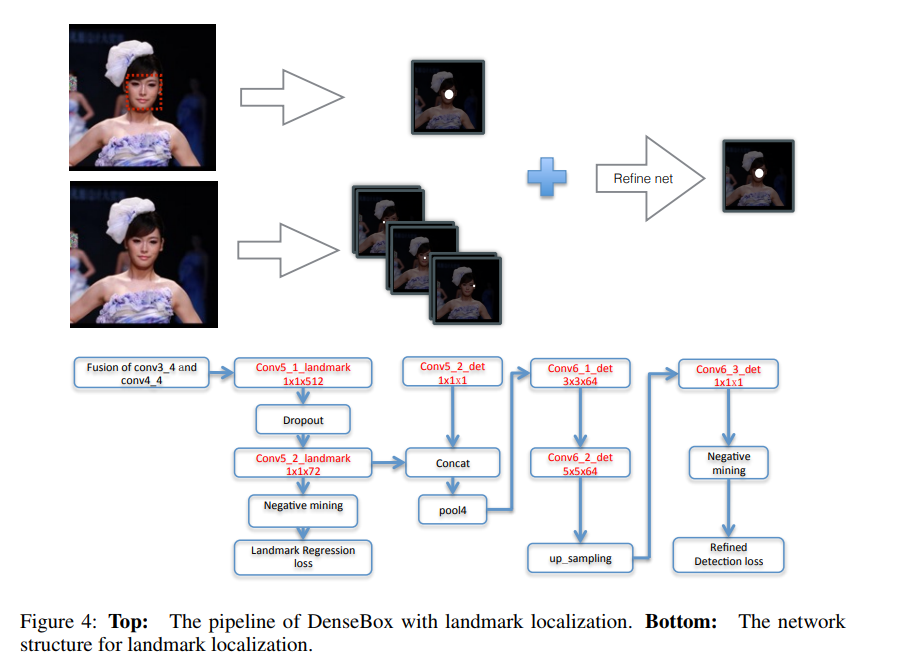 Refine net
Fusion of conv3_4 and
conv4_4
Conv5_1_landmark
1x1x512
Dropout
Conv5_2_landmark
1x1x72
Negative mining
Landmark Regression
loss
Conv5_2_det
1x1x1
Concat
pool4
Conv6_1_det
3x3x64
Conv6_2_det
5x5x64
up_sampling
Conv6_3_det
1x1x1
Negative
mining
Refined
Detection loss
Figure 4: Top: The pipeline of DenseBox with landmark localization. Bottom: The network
structure for landmark localization.